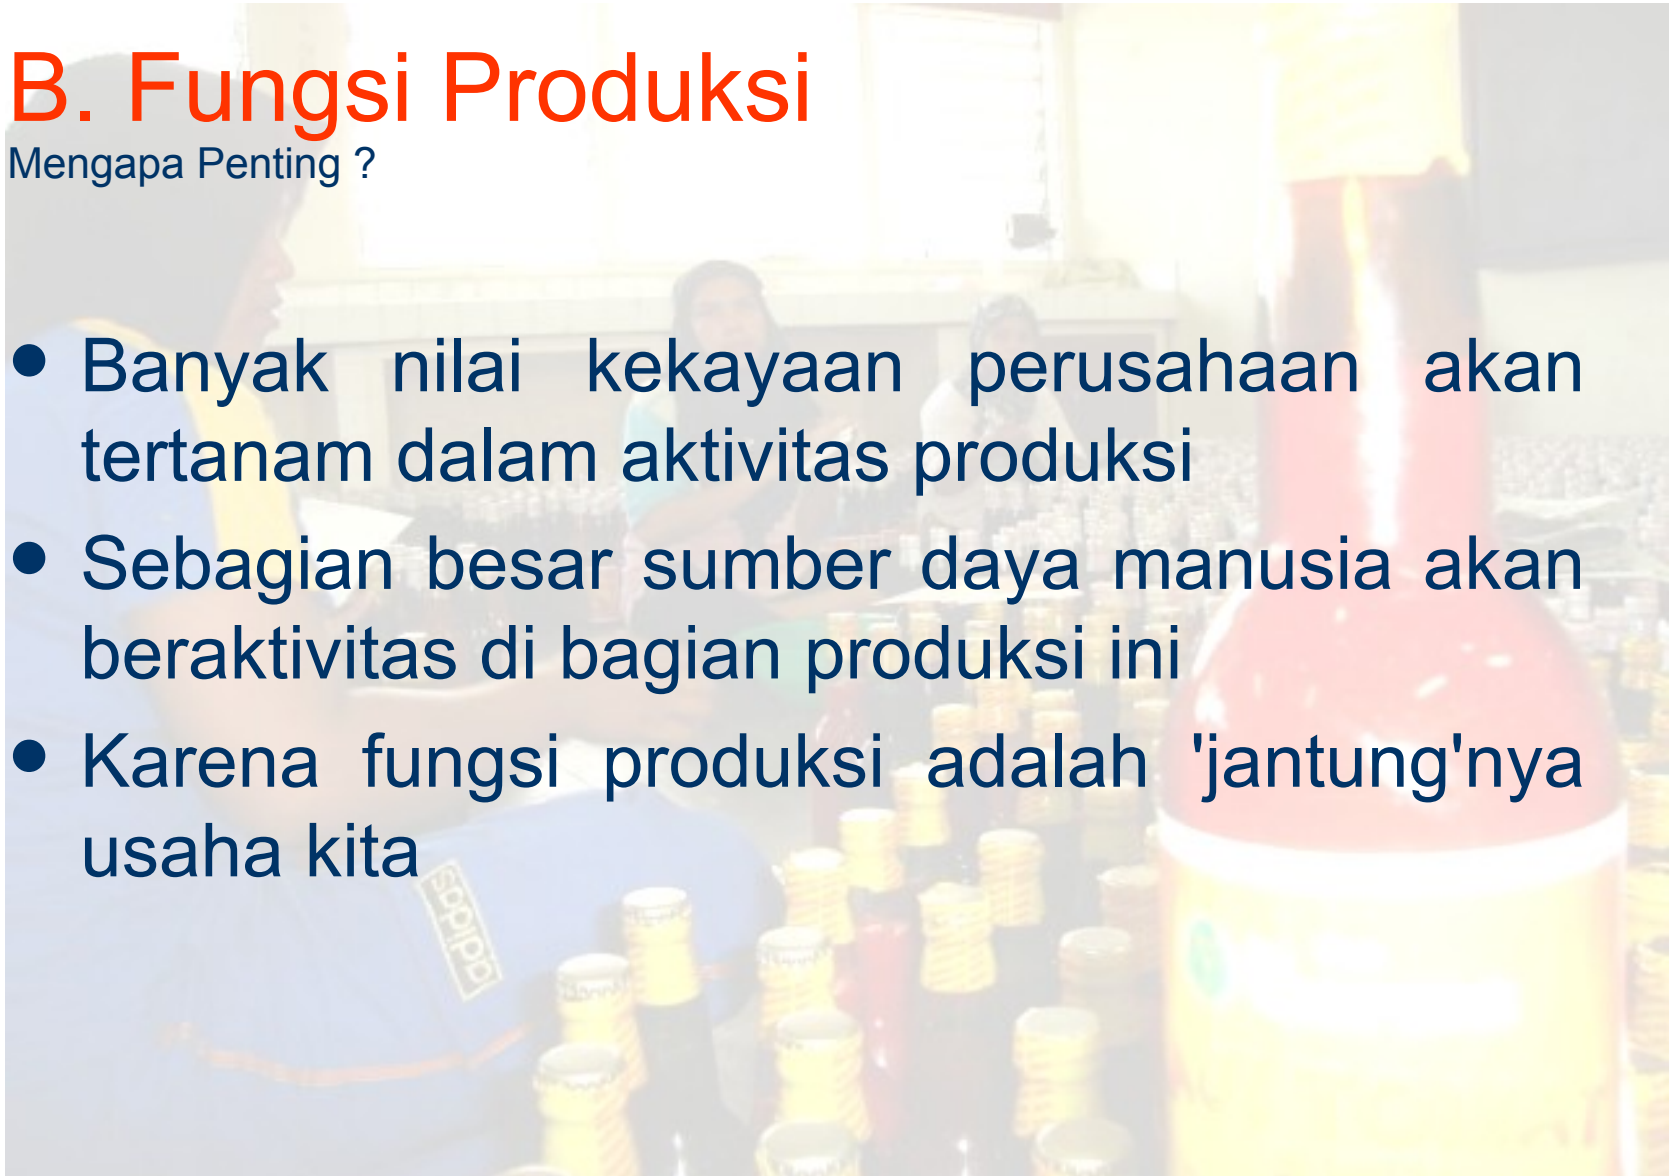 B. Fungsi Produksi
Mengapa Penting ?
• Banyak nilai kekayaan perusahaan akan
tertanam dalam aktivitas produksi
• Sebagian besar sumber daya manusia akan
beraktivitas di bagian produksi ini
• Karena fungsi produksi adalah 'jantung'nya
usaha kita
adidas